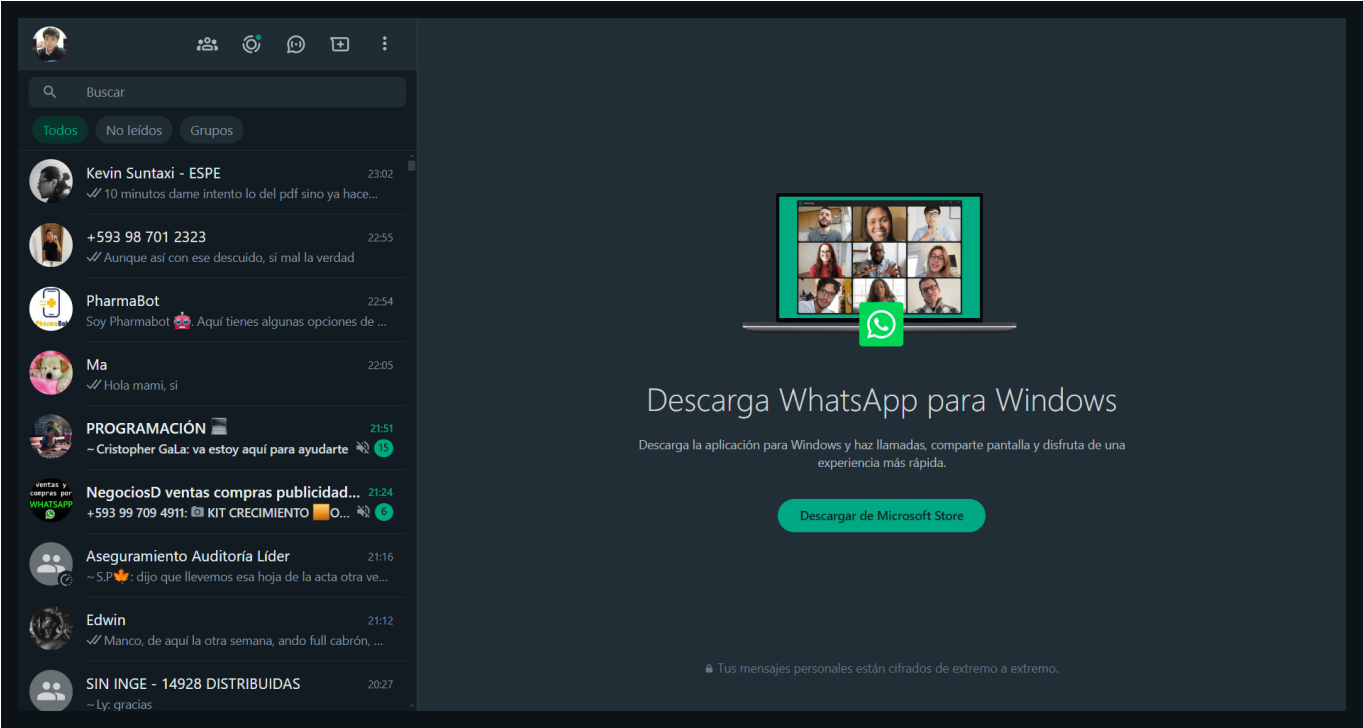 Buscar
Todos
No leídos
Grupos
Kevin Suntaxi - ESPE
23:02
10 minutos dame intento lo del pdf sino ya hace...
+593 98 701 2323
22:55
Aunque así con ese descuido, si mal la verdad
PharmaBot
22:54
Soy Pharmabot 🤖. Aquí tienes algunas opciones de ...
Ma
22:05
Hola mami, si
PROGRAMACIÓN 💻
21:51
~ Cristopher GaLa: va estoy aquí para ayudarte
15
ventas y
compras por
WHATSAPP
NegociosD ventas compras publicidad...
21:24
+593 99 709 4911: 📷 KIT CRECIMIENTO 🟧O...
6
Aseguramiento Auditoría Líder
21:16
~ S.P🍁: dijo que llevemos esa hoja de la acta otra ve...
Edwin
21:12
Manco, de aquí la otra semana, ando full cabrón, ...
SIN INGE - 14928 DISTRIBUIDAS
20:27
~ Ly: gracias
Descarga WhatsApp para Windows
Descarga la aplicación para Windows y haz llamadas, comparte pantalla y disfruta de una
experiencia más rápida.
Descargar de Microsoft Store
Tus mensajes personales están cifrados de extremo a extremo.